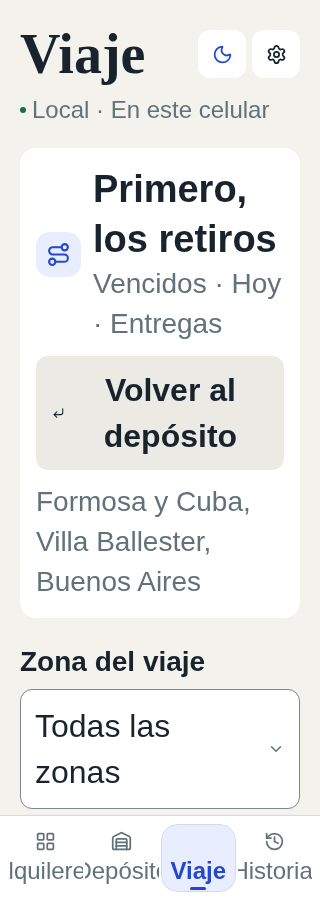 Viaje
Local · En este celular
Primero,
los retiros
Vencidos · Hoy
· Entregas
Volver al
depósito
Formosa y Cuba,
Villa Ballester,
Buenos Aires
Zona del viaje
Todas las
zonas
lquilere Depósito Viaje Historia